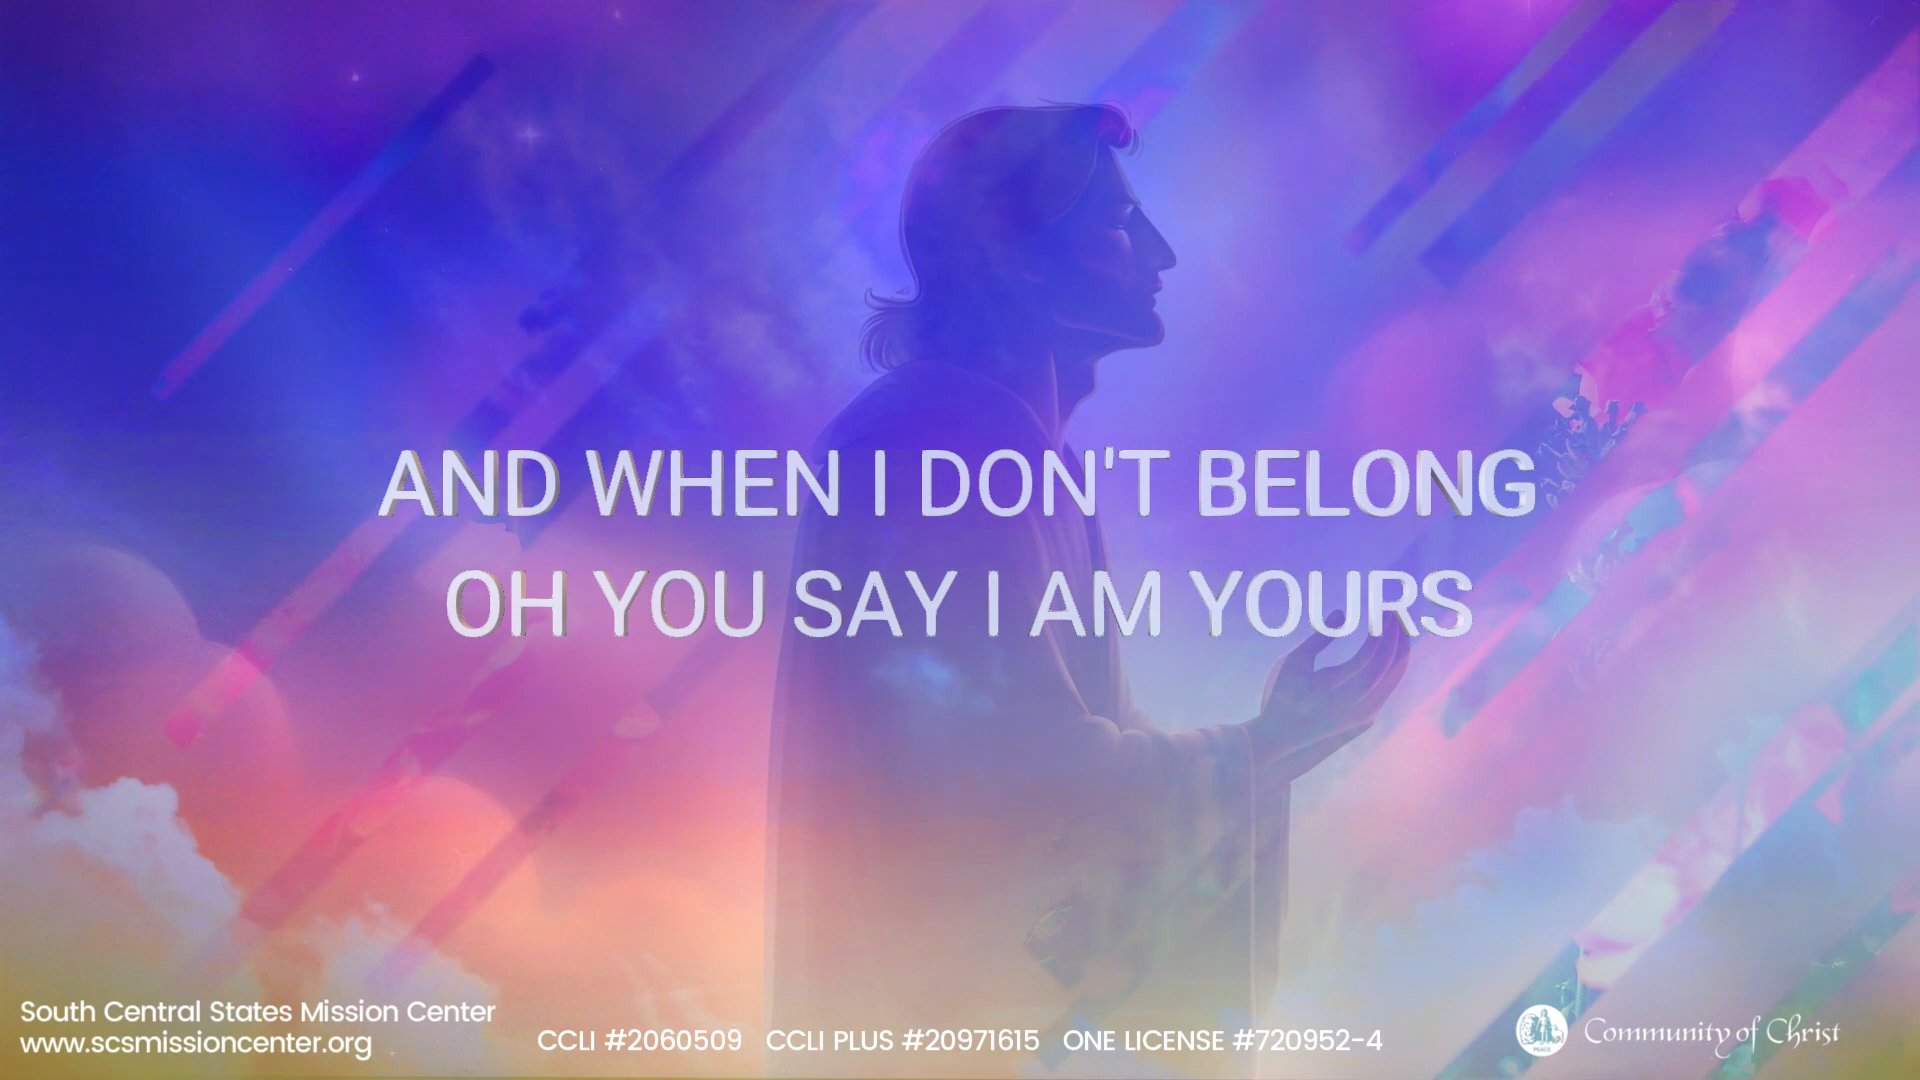 AND WHEN I DON'T BELONG
OH YOU SAY I AM YOURS
South Central States Mission Center
www.scsmissioncenter.org
CCLI #2060509 CCLI PLUS #20971615 ONE LICENSE #720952-4
PEACE
Community of Christ